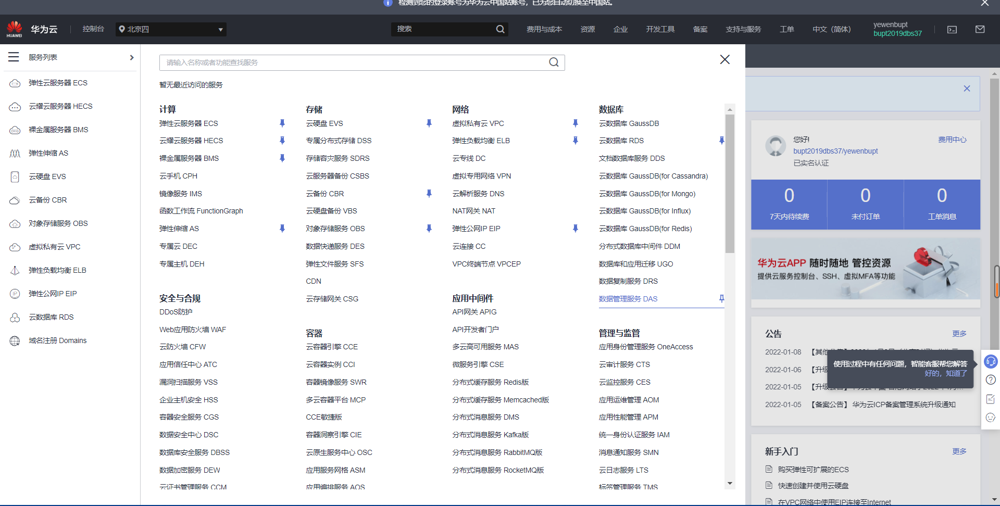 检测到您的登录账号为华为云中国站账号，已为您自动切换至中国站。
HUAWEI
华为云
控制台
北京四
搜索
费用与成本
资源
企业
开发工具
备案
支持与服务
工单
中文（简体）
yewenbupt
bupt2019dbs37
服务列表
弹性云服务器 ECS
云耀云服务器 HECS
裸金属服务器 BMS
弹性伸缩 AS
云硬盘 EVS
云备份 CBR
对象存储服务 OBS
虚拟私有云 VPC
弹性负载均衡 ELB
弹性公网IP EIP
云数据库 RDS
域名注册 Domains
请输入名称或者功能查找服务
暂无最近访问的服务
计算
弹性云服务器 ECS
云耀云服务器 HECS
裸金属服务器 BMS
云手机 CPH
镜像服务 IMS
函数工作流 FunctionGraph
弹性伸缩 AS
专属云 DEC
专属主机 DEH
安全与合规
DDoS防护
Web应用防火墙 WAF
云防火墙 CFW
应用信任中心 ATC
漏洞扫描服务 VSS
企业主机安全 HSS
容器安全服务 CGS
数据安全中心 DSC
数据库安全服务 DBSS
数据加密服务 DEW
云证书管理服务 CCM
存储
云硬盘 EVS
专属分布式存储 DSS
存储容灾服务 SDRS
云服务器备份 CSBS
云备份 CBR
云硬盘备份 VBS
对象存储服务 OBS
数据快递服务 DES
弹性文件服务 SFS
CDN
云存储网关 CSG
容器
云容器引擎 CCE
云容器实例 CCI
容器镜像服务 SWR
多云容器平台 MCP
CCE敏捷版
容器洞察引擎 CIE
云原生服务中心 OSC
应用服务网格 ASM
应用编排服务 AOS
网络
虚拟私有云 VPC
弹性负载均衡 ELB
云专线 DC
虚拟专用网络 VPN
云解析服务 DNS
NAT网关 NAT
弹性公网IP EIP
云连接 CC
VPC终端节点 VPCEP
应用中间件
API网关 APIG
API开发者门户
多云高可用服务 MAS
微服务引擎 CSE
分布式缓存服务 Redis版
分布式缓存服务 Memcached版
分布式消息服务 DMS
分布式消息服务 Kafka版
分布式消息服务 RabbitMQ版
分布式消息服务 RocketMQ版
数据库
云数据库 GaussDB
云数据库 RDS
文档数据库服务 DDS
云数据库 GaussDB(for Cassandra)
云数据库 GaussDB(for Mongo)
云数据库 GaussDB(for Influx)
云数据库 GaussDB(for Redis)
分布式数据库中间件 DDM
数据库和应用迁移 UGO
数据复制服务 DRS
数据管理服务 DAS
管理与监管
应用身份管理服务 OneAccess
云审计服务 CTS
云监控服务 CES
应用运维管理 AOM
应用性能管理 APM
统一身份认证服务 IAM
消息通知服务 SMN
云日志服务 LTS
标签管理服务 TMS
您好!
费用中心
bupt2019dbs37/yewenbupt
已实名认证
0
7天内待续费
0
未付订单
0
工单消息
华为云APP 随时随地 管控资源
提供云服务控制台、SSH、虚拟MFA等功能
公告
更多
2022-01-08
2022-01-06
2022-01-05
2022-01-05 【备案公告】 华为云ICP备案管理系统升级通知
使用过程中有任何问题，智能客服帮您解答
好的，知道了
新手入门
更多
购买弹性可扩展的ECS
快速创建并使用云硬盘
在VPC网络中使用EIP连接至Internet